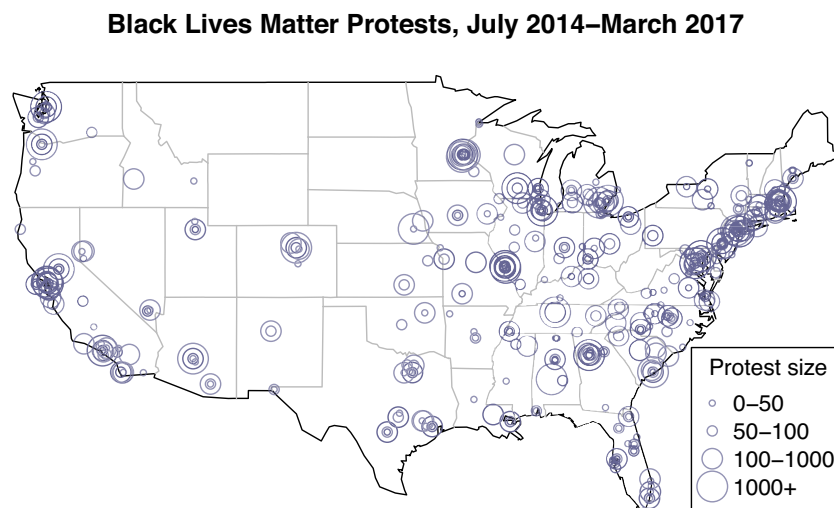 Black Lives Matter Protests, July 2014–March 2017
Protest size
0–50
50–100
100–1000
1000+